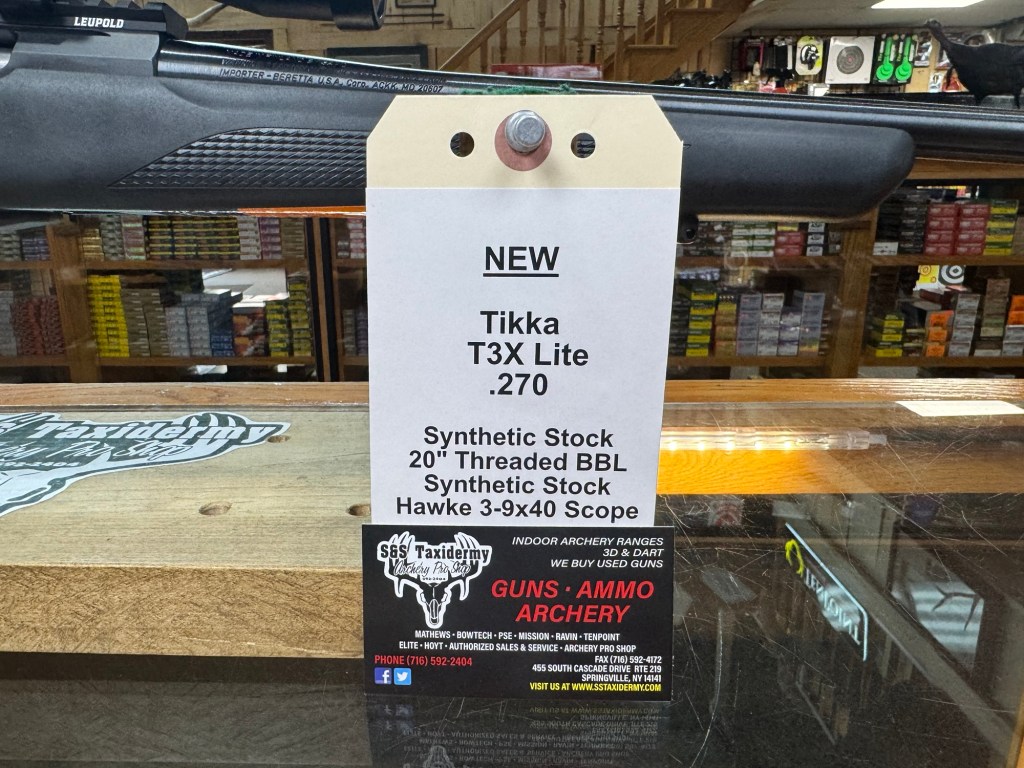 LEUPOLD
IMPORTER - BERETTA U.S.A. Corp. ACKK, MD 20607
NEW
Tikka
T3X Lite
.270
Synthetic Stock
20" Threaded BBL
Synthetic Stock
Hawke 3-9x40 Scope
Taxidermy
Pro Shop
S&S Taxidermy
Archery Pro Shop
INDOOR ARCHERY RANGES
3D & DART
WE BUY USED GUNS
GUNS · AMMO
ARCHERY
MATHEWS • BOWTECH • PSE • MISSION • RAVIN • TENPOINT
ELITE • HOYT • AUTHORIZED SALES & SERVICE • ARCHERY PRO SHOP
PHONE (716) 592-2404
FAX (716) 592-4172
455 SOUTH CASCADE DRIVE RTE 219
SPRINGVILLE, NY 14141
VISIT US AT WWW.SSTAXIDERMY.COM